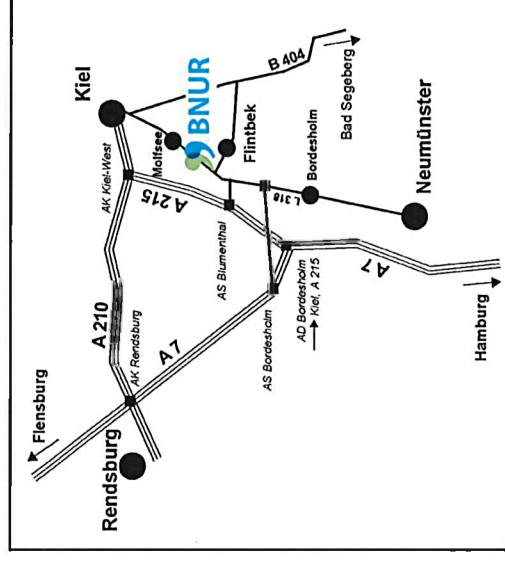 Flensburg
Rendsburg
A 210
AK Rendsburg
A 7
AK Kiel-West
Kiel
A 215
Molfsee
BNUR
Flintbek
B 404
Bad Segeberg
AS Blumenthal
AS Bordesholm
AD Bordesholm
Kiel, A 215
L 318
Bordesholm
Neumünster
A 7
Hamburg